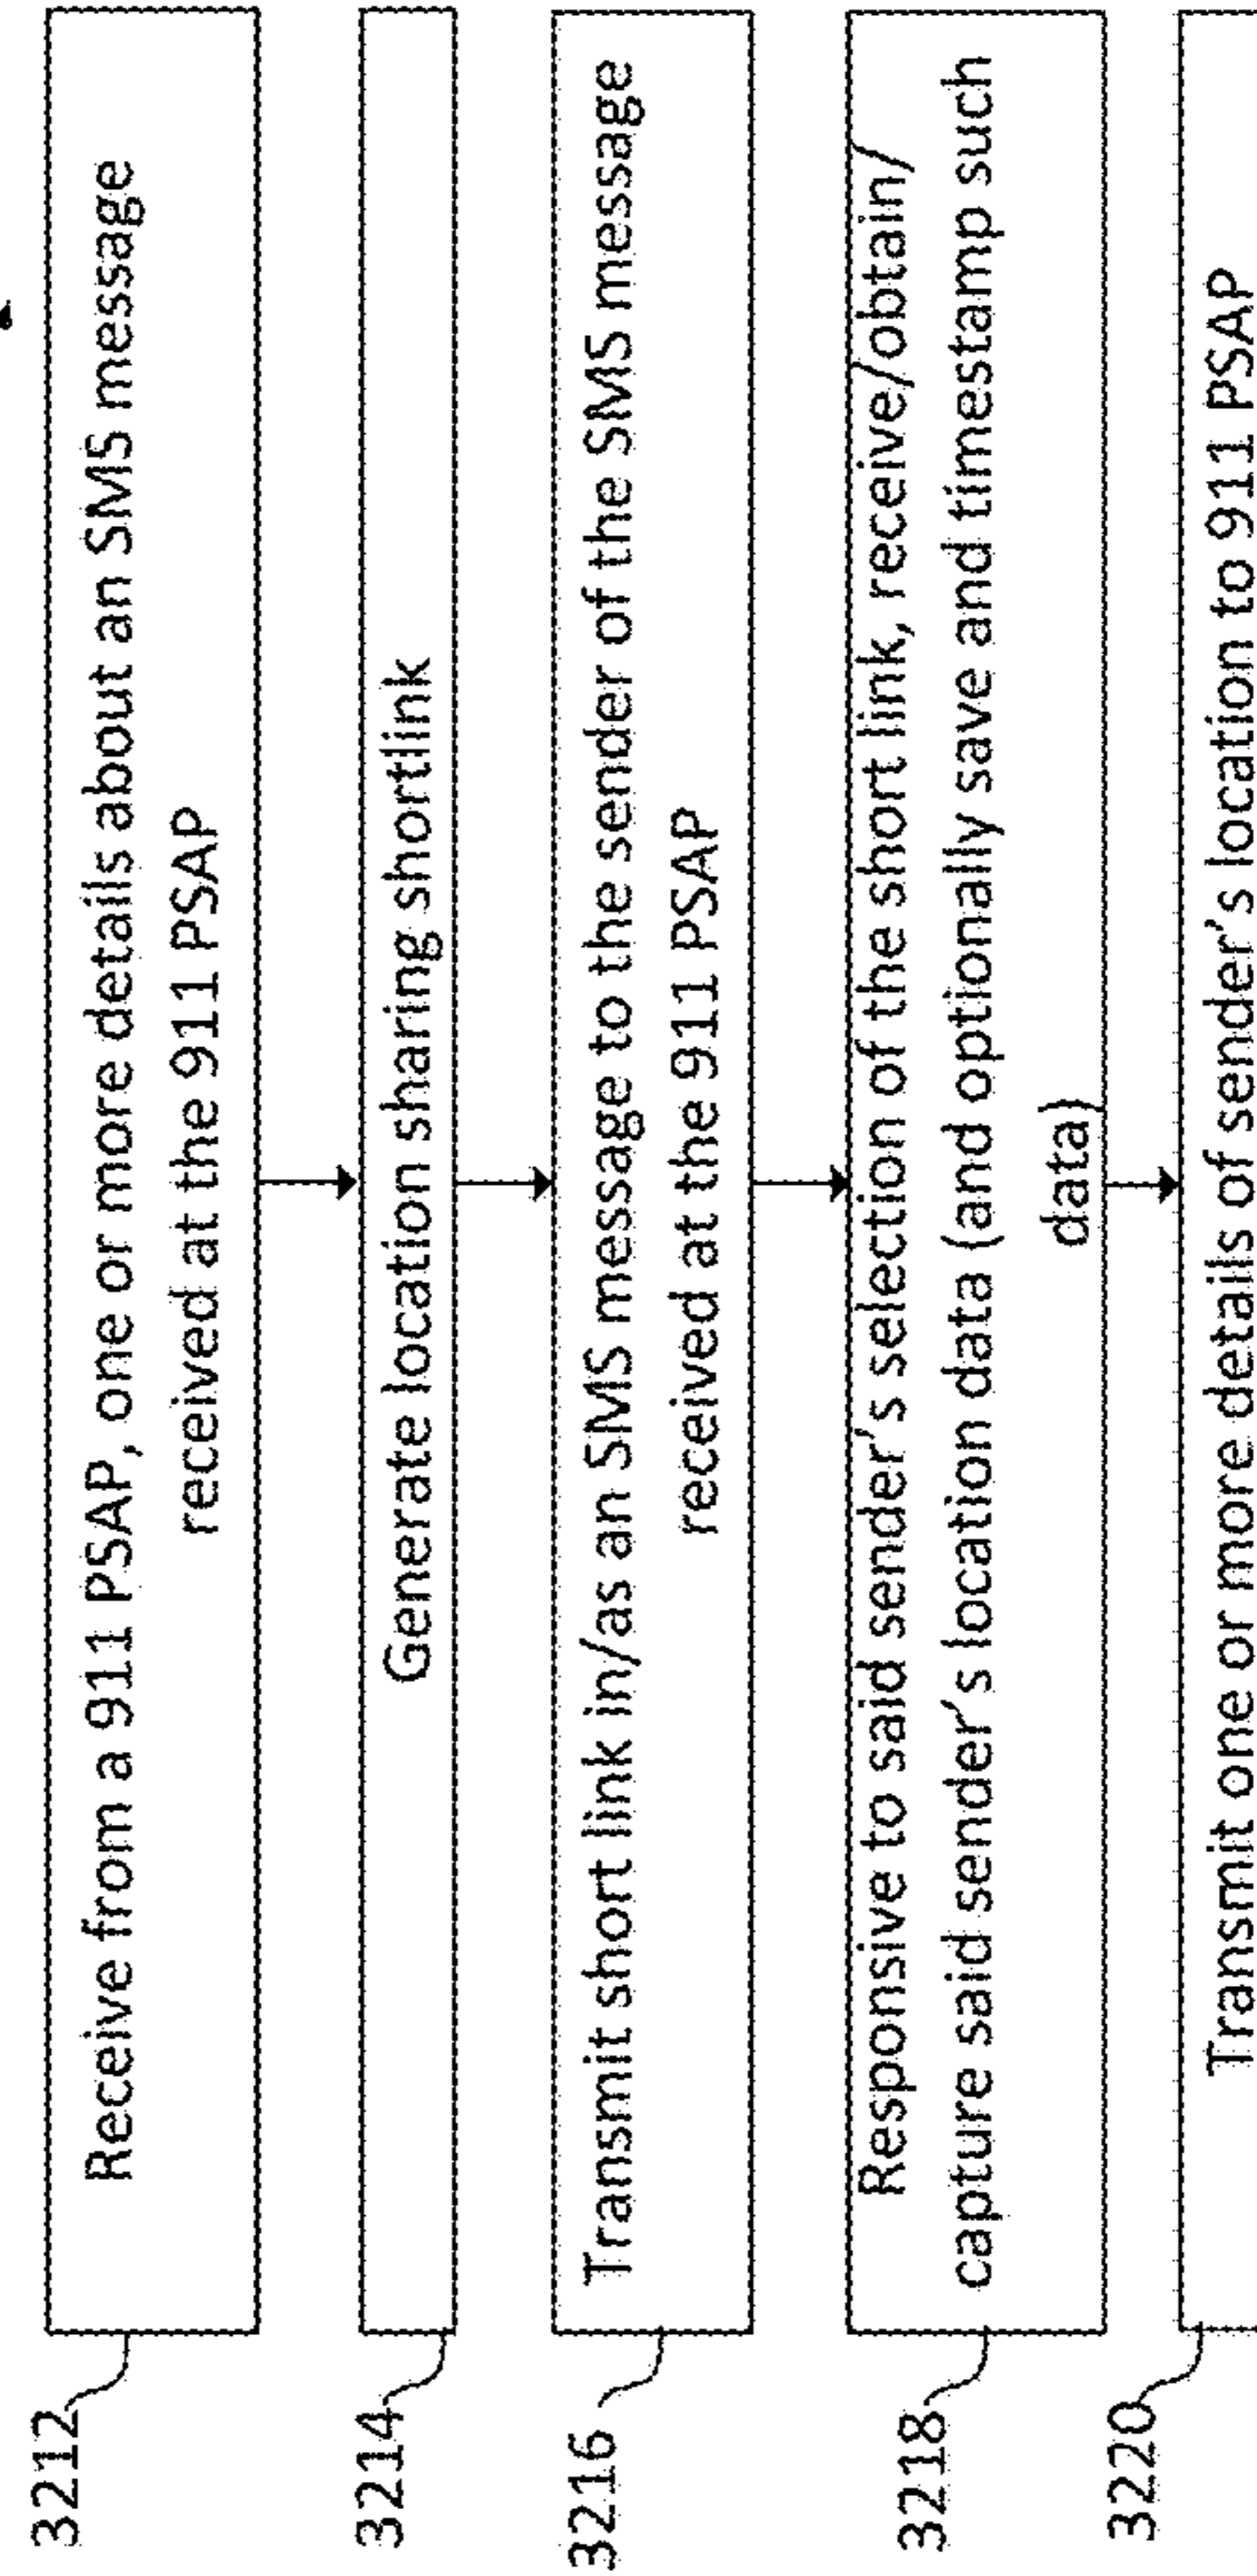 3212
Receive from a 911 PSAP, one or more details about an SMS message
received at the 911 PSAP
3214
Generate location sharing shortlink
3216
Transmit short link in/as an SMS message to the sender of the SMS message
received at the 911 PSAP
3218
Responsive to said sender's selection of the short link, receive/obtain/
capture said sender's location data (and optionally save and timestamp such
data)
3220
Transmit one or more details of sender's location to 911 PSAP